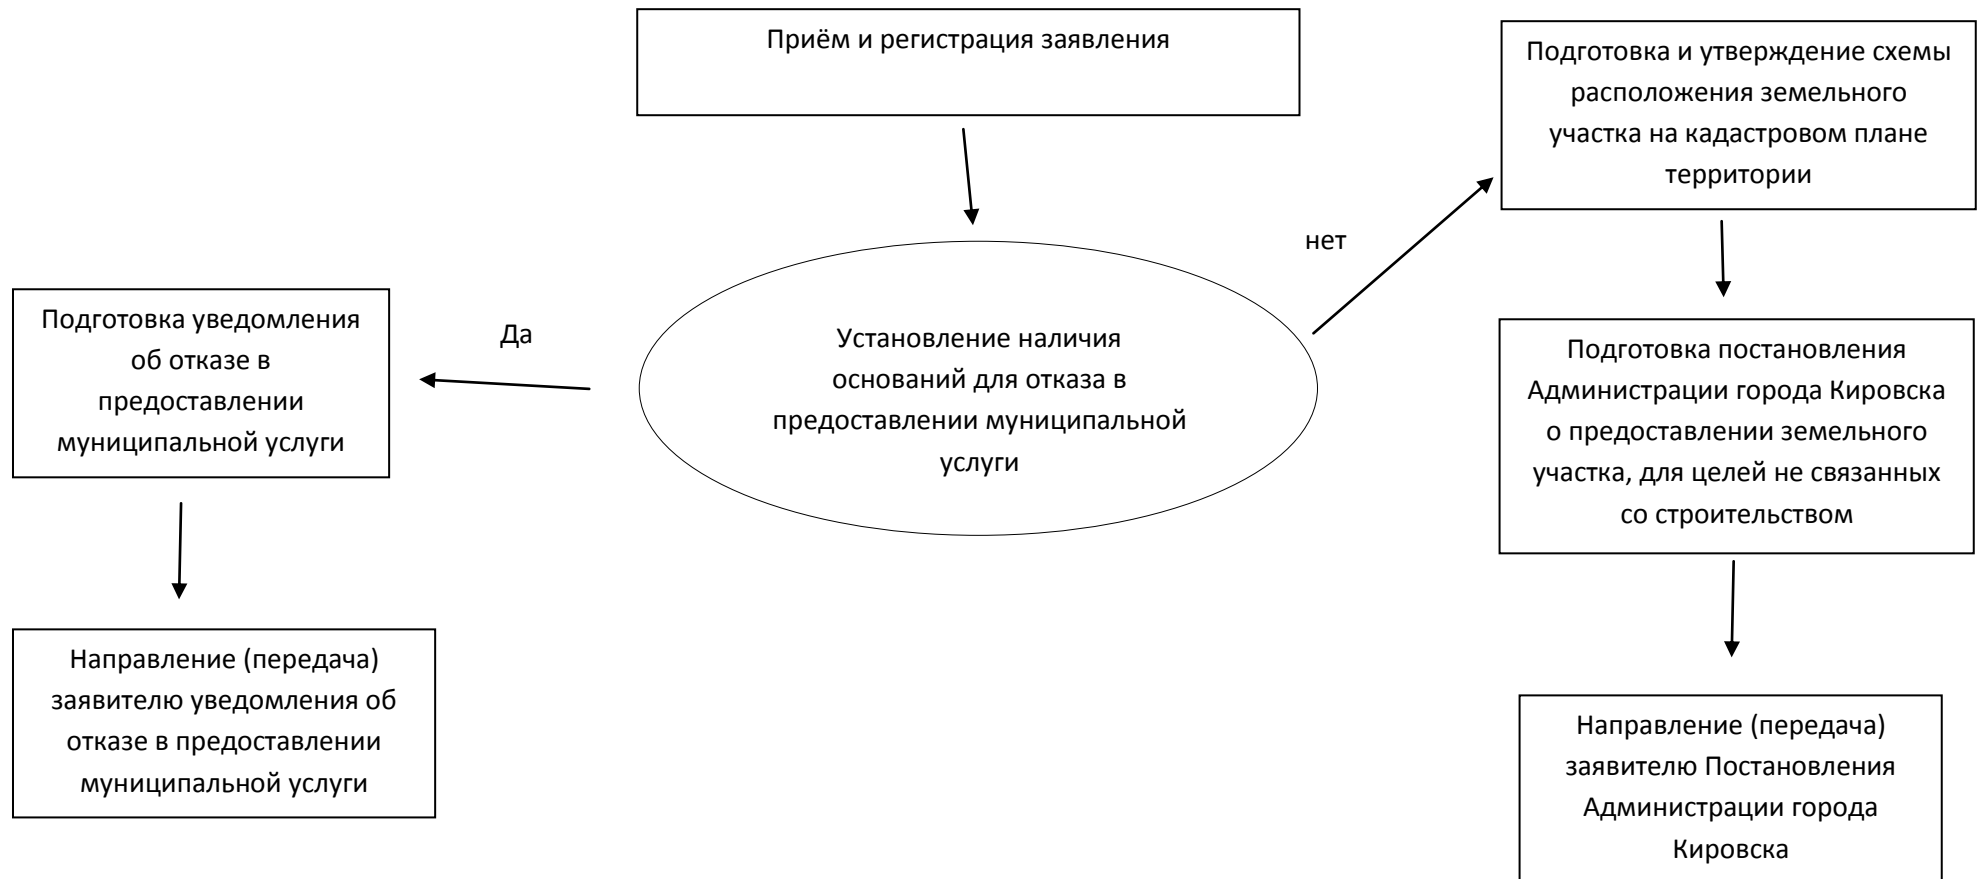 Приём и регистрация заявления
Установление наличия
оснований для отказа в
предоставлении муниципальной
услуги
Да
Подготовка уведомления
об отказе в
предоставлении
муниципальной услуги
Направление (передача)
заявителю уведомления об
отказе в предоставлении
муниципальной услуги
нет
Подготовка и утверждение схемы
расположения земельного
участка на кадастровом плане
территории
Подготовка постановления
Администрации города Кировска
о предоставлении земельного
участка, для целей не связанных
со строительством
Направление (передача)
заявителю Постановления
Администрации города
Кировска